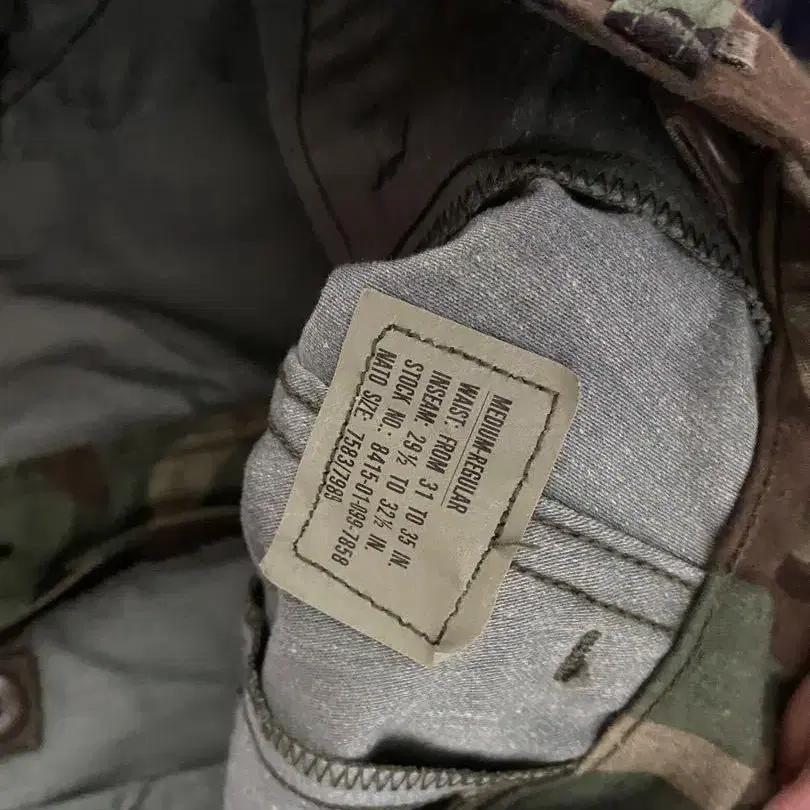 MEDIUM-REGULAR
WAIST: FROM 31 TO 35 IN.
INSEAM: 29½ TO 32½ IN.
STOCK NO.: 8415-01-099-7858
NATO SIZE: 7583/7989